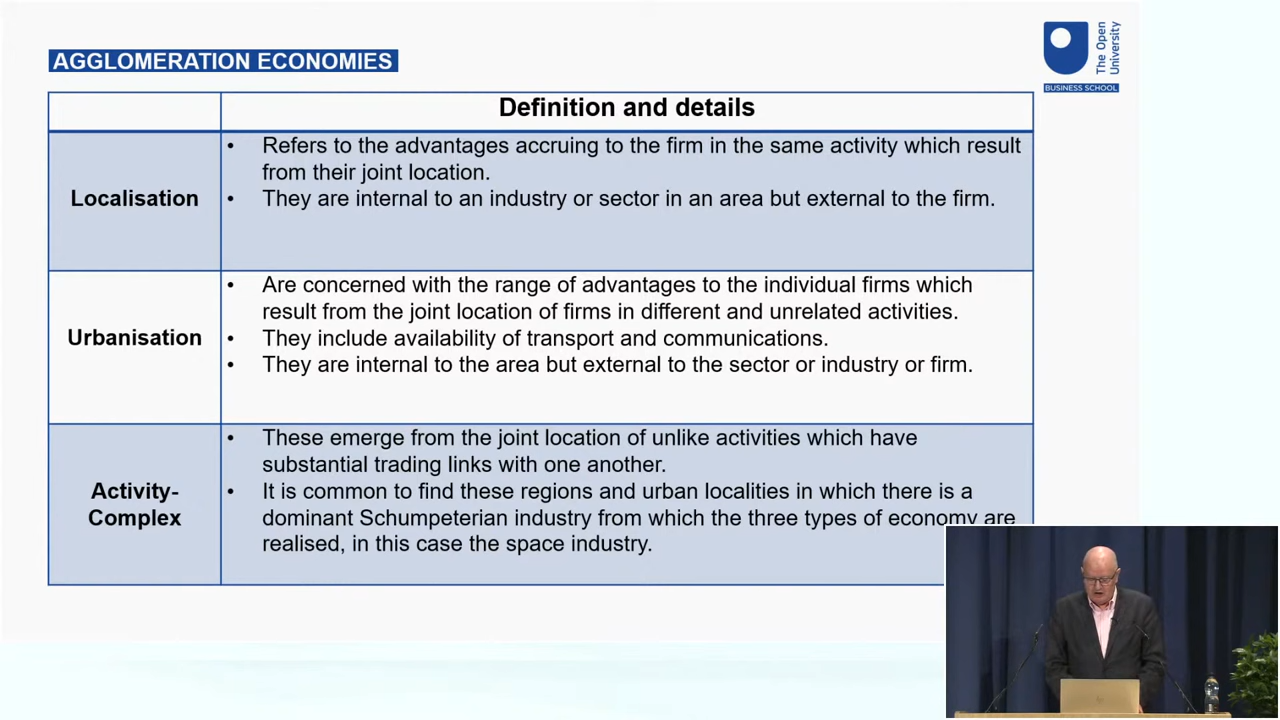 AGGLOMERATION ECONOMIES
The Open
University
BUSINESS SCHOOL
Definition and details
Localisation
• Refers to the advantages accruing to the firm in the same activity which result
from their joint location.
• They are internal to an industry or sector in an area but external to the firm.
Urbanisation
• Are concerned with the range of advantages to the individual firms which
result from the joint location of firms in different and unrelated activities.
• They include availability of transport and communications.
• They are internal to the area but external to the sector or industry or firm.
Activity-
Complex
• These emerge from the joint location of unlike activities which have
substantial trading links with one another.
• It is common to find these regions and urban localities in which there is a
dominant Schumpeterian industry from which the three types of economy are
realised, in this case the space industry.